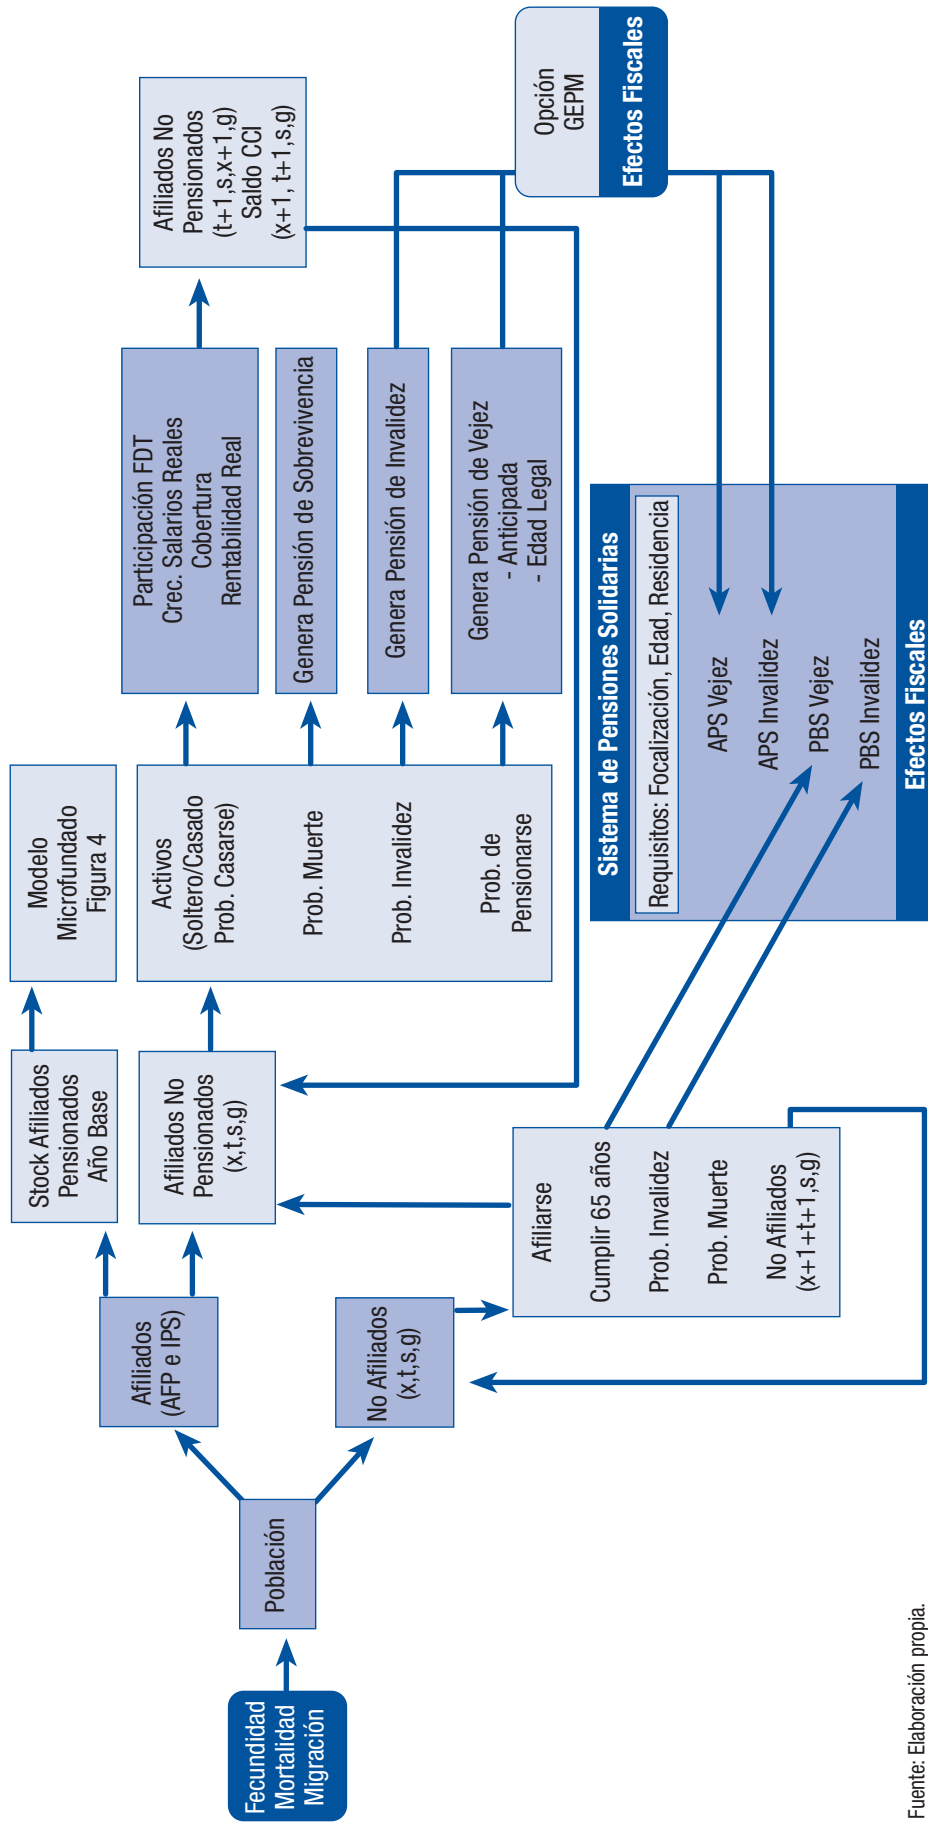 Fecundidad
Mortalidad
Migración
Población
Afiliados
(AFP e IPS)
No Afiliados
(x,t,s,g)
Stock Afiliados
Pensionados
Año Base
Afiliados No
Pensionados
(x,t,s,g)
Afiliarse
Cumplir 65 años
Prob. Invalidez
Prob. Muerte
No Afiliados
(x+1+t+1,s,g)
Modelo
Microfundado
Figura 4
Activos
(Soltero/Casado
Prob. Casarse)
Prob. Muerte
Prob. Invalidez
Prob. de
Pensionarse
Participación FDT
Crec. Salarios Reales
Cobertura
Rentabilidad Real
Genera Pensión de Sobrevivencia
Genera Pensión de Invalidez
Genera Pensión de Vejez
- Anticipada
- Edad Legal
Afiliados No
Pensionados
(t+1,s,x+1,g)
Saldo CCI
(x+1, t+1,s,g)
Opción
GEPM
Efectos Fiscales
Sistema de Pensiones Solidarias
Requisitos: Focalización, Edad, Residencia
APS Vejez
APS Invalidez
PBS Vejez
PBS Invalidez
Efectos Fiscales
Fuente: Elaboración propia.